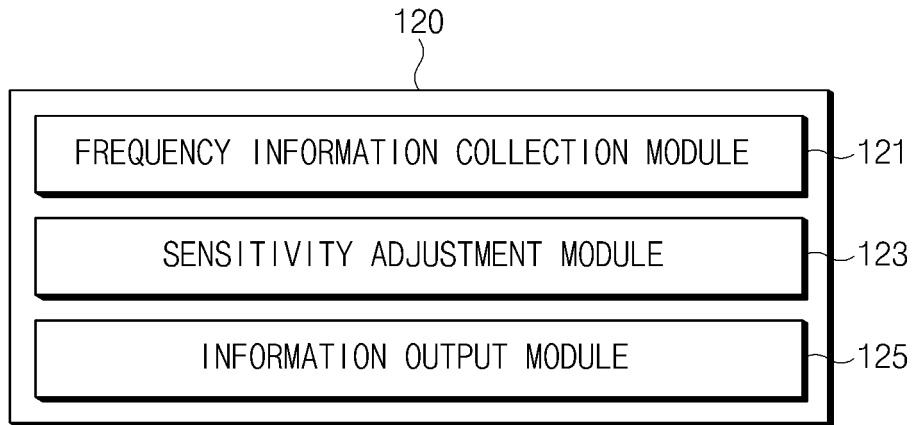 120
FREQUENCY INFORMATION COLLECTION MODULE 121
SENSITIVITY ADJUSTMENT MODULE 123
INFORMATION OUTPUT MODULE 125